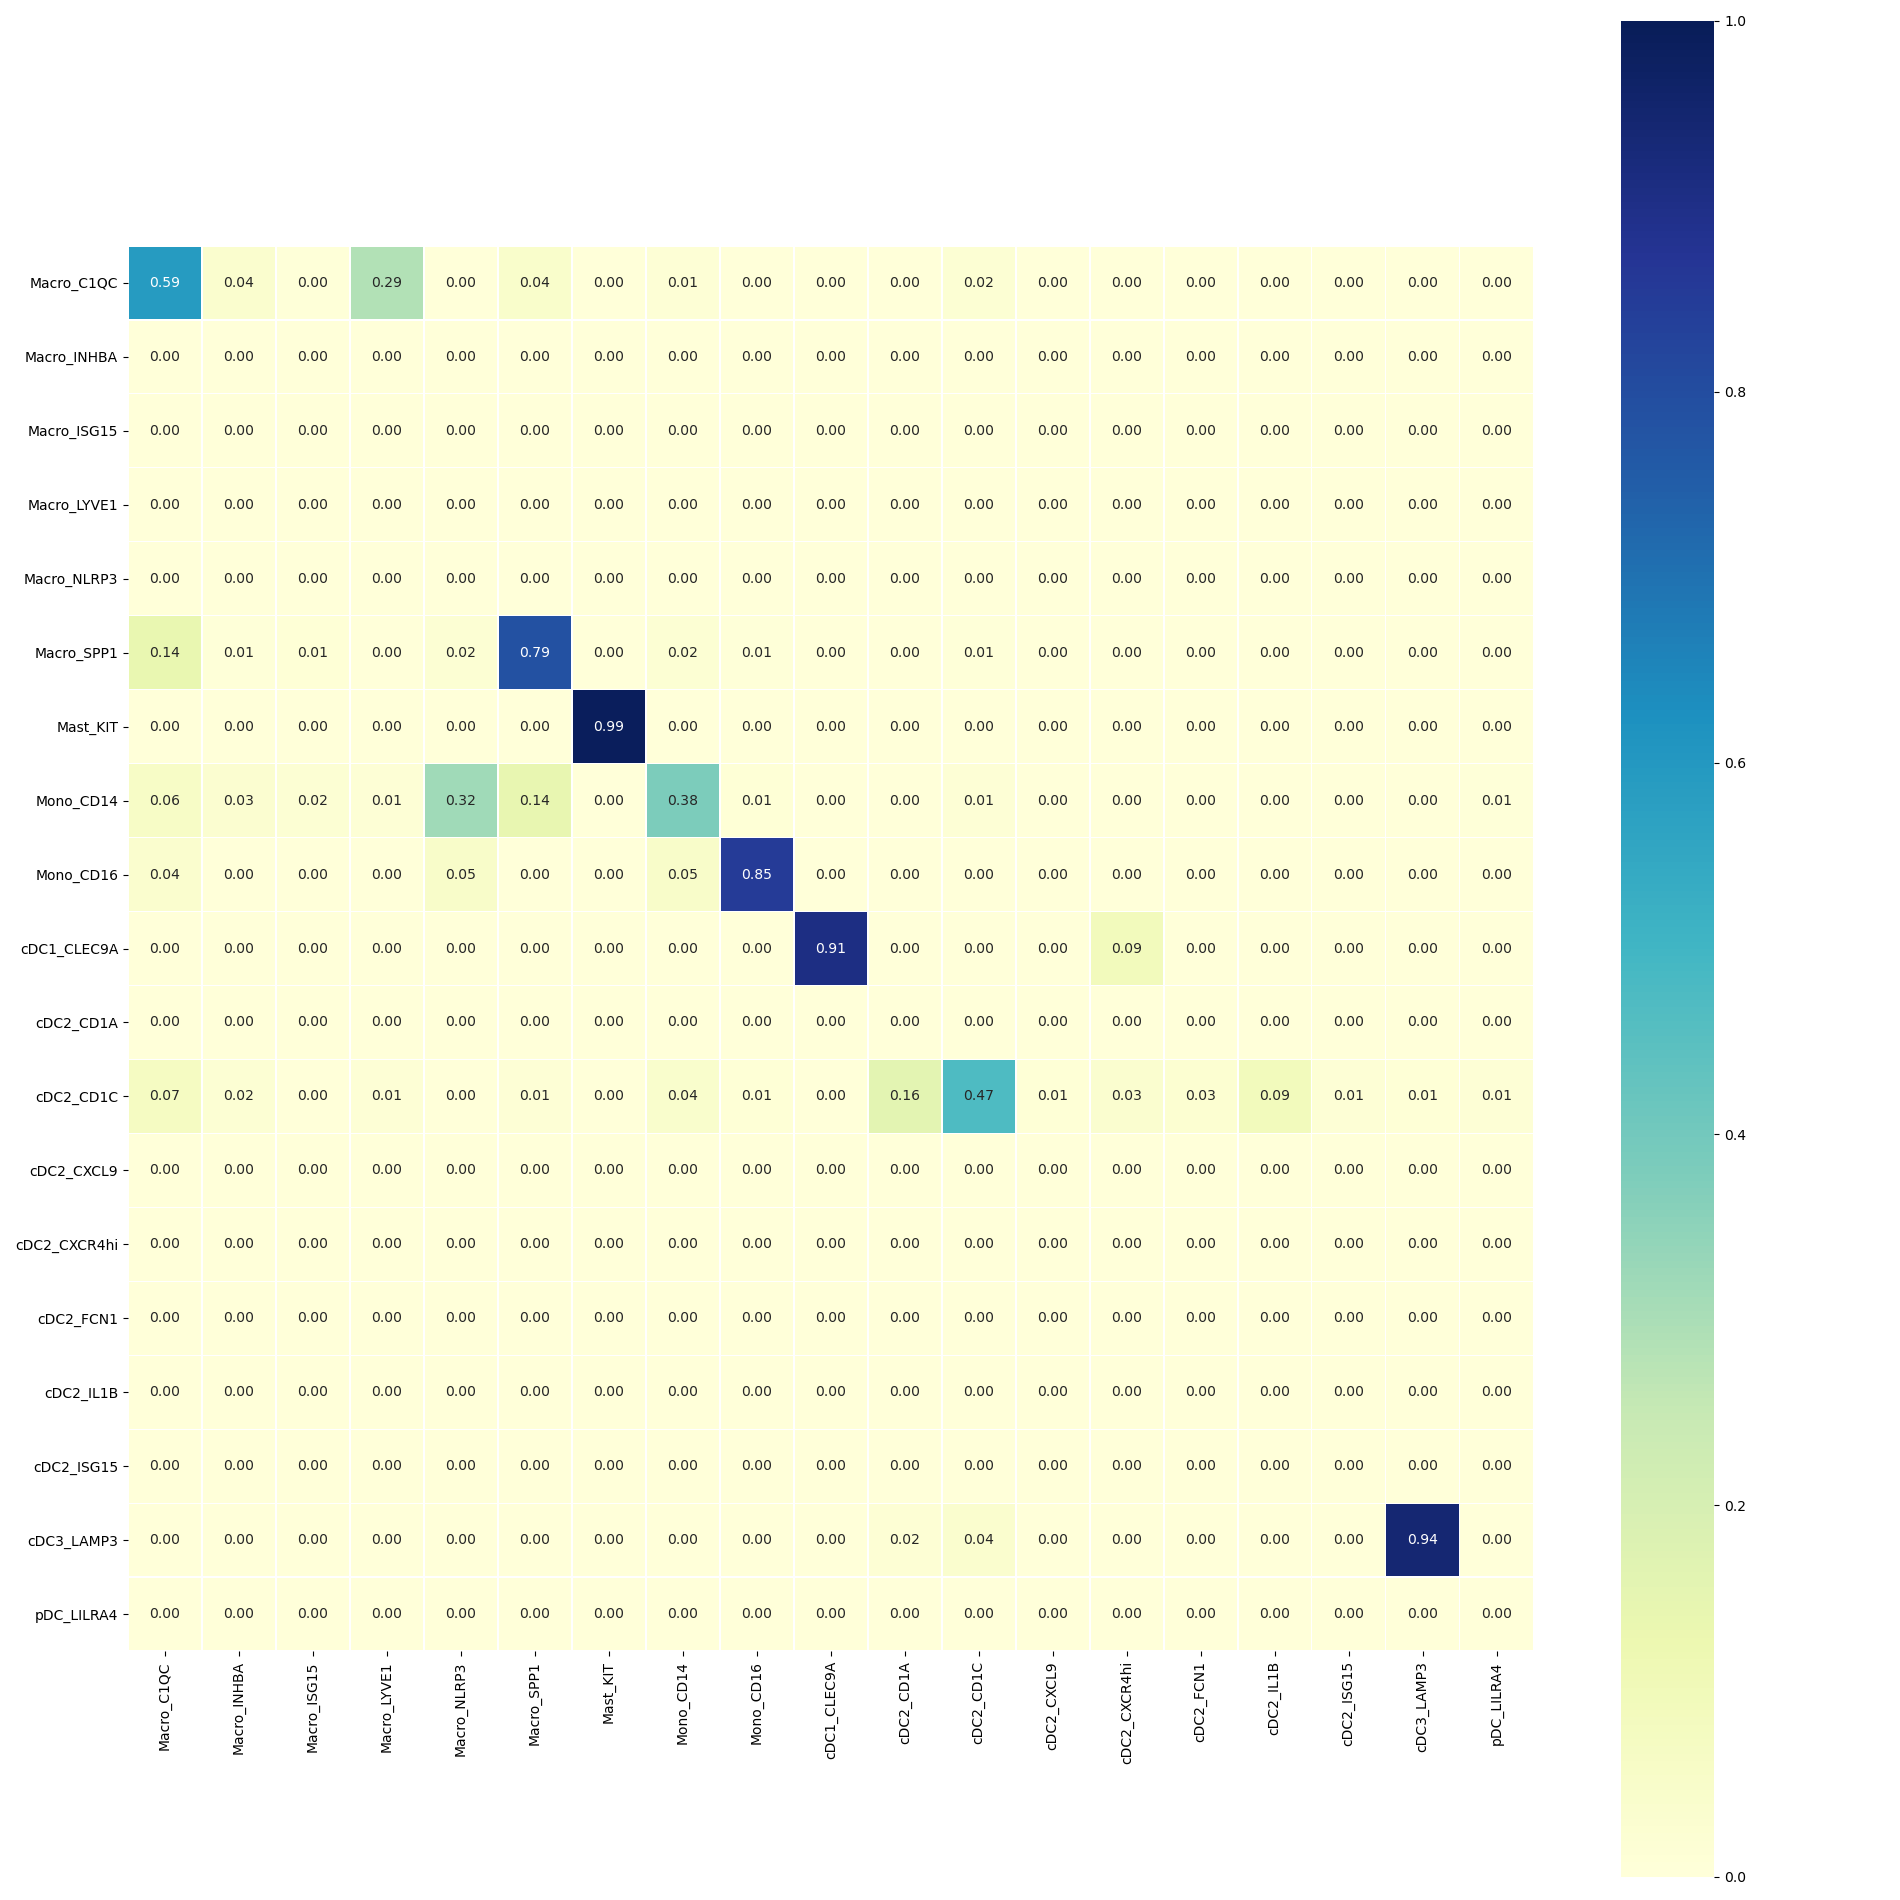 1.0
Macro_C1QC 0.59 0.04 0.00 0.29 0.00 0.04 0.00 0.01 0.00 0.00 0.00 0.02 0.00 0.00 0.00 0.00 0.00 0.00 0.00
Macro_INHBA 0.00 0.00 0.00 0.00 0.00 0.00 0.00 0.00 0.00 0.00 0.00 0.00 0.00 0.00 0.00 0.00 0.00 0.00 0.00
0.8
Macro_ISG15 0.00 0.00 0.00 0.00 0.00 0.00 0.00 0.00 0.00 0.00 0.00 0.00 0.00 0.00 0.00 0.00 0.00 0.00 0.00
Macro_LYVE1 0.00 0.00 0.00 0.00 0.00 0.00 0.00 0.00 0.00 0.00 0.00 0.00 0.00 0.00 0.00 0.00 0.00 0.00 0.00
Macro_NLRP3 0.00 0.00 0.00 0.00 0.00 0.00 0.00 0.00 0.00 0.00 0.00 0.00 0.00 0.00 0.00 0.00 0.00 0.00 0.00
Macro_SPP1 0.14 0.01 0.01 0.00 0.02 0.79 0.00 0.02 0.01 0.00 0.00 0.01 0.00 0.00 0.00 0.00 0.00 0.00 0.00
Mast_KIT 0.00 0.00 0.00 0.00 0.00 0.00 0.99 0.00 0.00 0.00 0.00 0.00 0.00 0.00 0.00 0.00 0.00 0.00 0.00
0.6
Mono_CD14 0.06 0.03 0.02 0.01 0.32 0.14 0.00 0.38 0.01 0.00 0.00 0.01 0.00 0.00 0.00 0.00 0.00 0.00 0.01
Mono_CD16 0.04 0.00 0.00 0.00 0.05 0.00 0.00 0.05 0.85 0.00 0.00 0.00 0.00 0.00 0.00 0.00 0.00 0.00 0.00
cDC1_CLEC9A 0.00 0.00 0.00 0.00 0.00 0.00 0.00 0.00 0.00 0.91 0.00 0.00 0.00 0.09 0.00 0.00 0.00 0.00 0.00
cDC2_CD1A 0.00 0.00 0.00 0.00 0.00 0.00 0.00 0.00 0.00 0.00 0.00 0.00 0.00 0.00 0.00 0.00 0.00 0.00 0.00
cDC2_CD1C 0.07 0.02 0.00 0.01 0.00 0.01 0.00 0.04 0.01 0.00 0.16 0.47 0.01 0.03 0.03 0.09 0.01 0.01 0.01
0.4
cDC2_CXCL9 0.00 0.00 0.00 0.00 0.00 0.00 0.00 0.00 0.00 0.00 0.00 0.00 0.00 0.00 0.00 0.00 0.00 0.00 0.00
cDC2_CXCR4hi 0.00 0.00 0.00 0.00 0.00 0.00 0.00 0.00 0.00 0.00 0.00 0.00 0.00 0.00 0.00 0.00 0.00 0.00 0.00
cDC2_FCN1 0.00 0.00 0.00 0.00 0.00 0.00 0.00 0.00 0.00 0.00 0.00 0.00 0.00 0.00 0.00 0.00 0.00 0.00 0.00
cDC2_IL1B 0.00 0.00 0.00 0.00 0.00 0.00 0.00 0.00 0.00 0.00 0.00 0.00 0.00 0.00 0.00 0.00 0.00 0.00 0.00
cDC2_ISG15 0.00 0.00 0.00 0.00 0.00 0.00 0.00 0.00 0.00 0.00 0.00 0.00 0.00 0.00 0.00 0.00 0.00 0.00 0.00
0.2
cDC3_LAMP3 0.00 0.00 0.00 0.00 0.00 0.00 0.00 0.00 0.00 0.00 0.02 0.04 0.00 0.00 0.00 0.00 0.00 0.94 0.00
pDC_LILRA4 0.00 0.00 0.00 0.00 0.00 0.00 0.00 0.00 0.00 0.00 0.00 0.00 0.00 0.00 0.00 0.00 0.00 0.00 0.00
Macro_C1QC
Macro_INHBA
Macro_ISG15
Macro_LYVE1
Macro_NLRP3
Macro_SPP1
Mast_KIT
Mono_CD14
Mono_CD16
cDC1_CLEC9A
cDC2_CD1A
cDC2_CD1C
cDC2_CXCL9
cDC2_CXCR4hi
cDC2_FCN1
cDC2_IL1B
cDC2_ISG15
cDC3_LAMP3
pDC_LILRA4
0.0